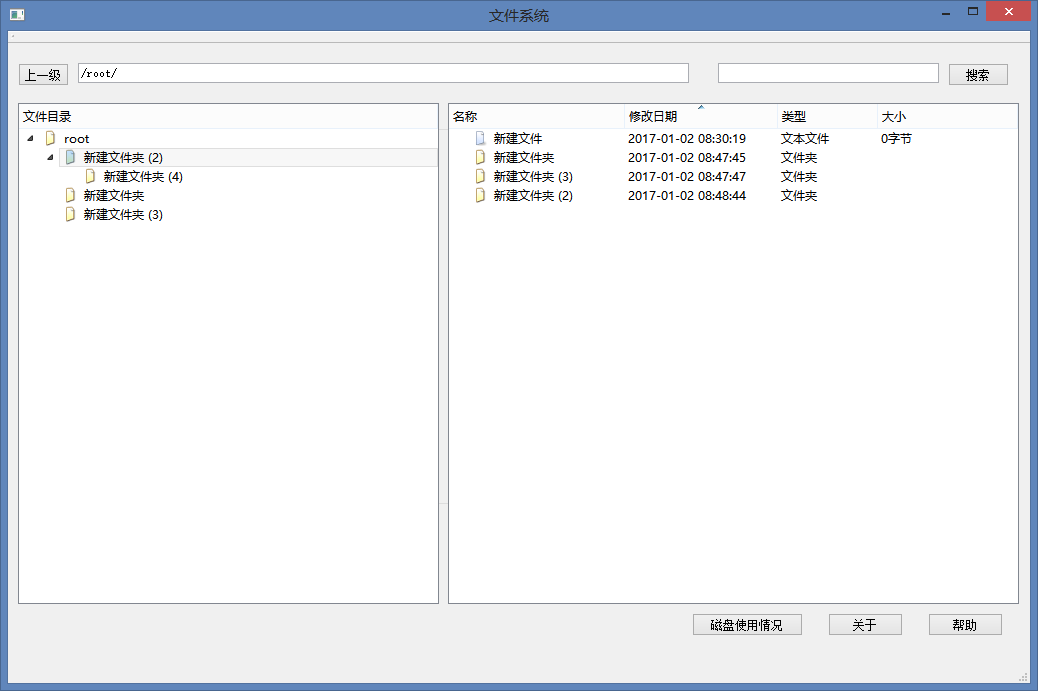 文件系统
上一级 /root/ 搜索
文件目录
root
新建文件夹 (2)
新建文件夹 (4)
新建文件夹
新建文件夹 (3)
名称 修改日期 类型 大小
新建文件 2017-01-02 08:30:19 文本文件 0字节
新建文件夹 2017-01-02 08:47:45 文件夹
新建文件夹 (3) 2017-01-02 08:47:47 文件夹
新建文件夹 (2) 2017-01-02 08:48:44 文件夹
磁盘使用情况 关于 帮助